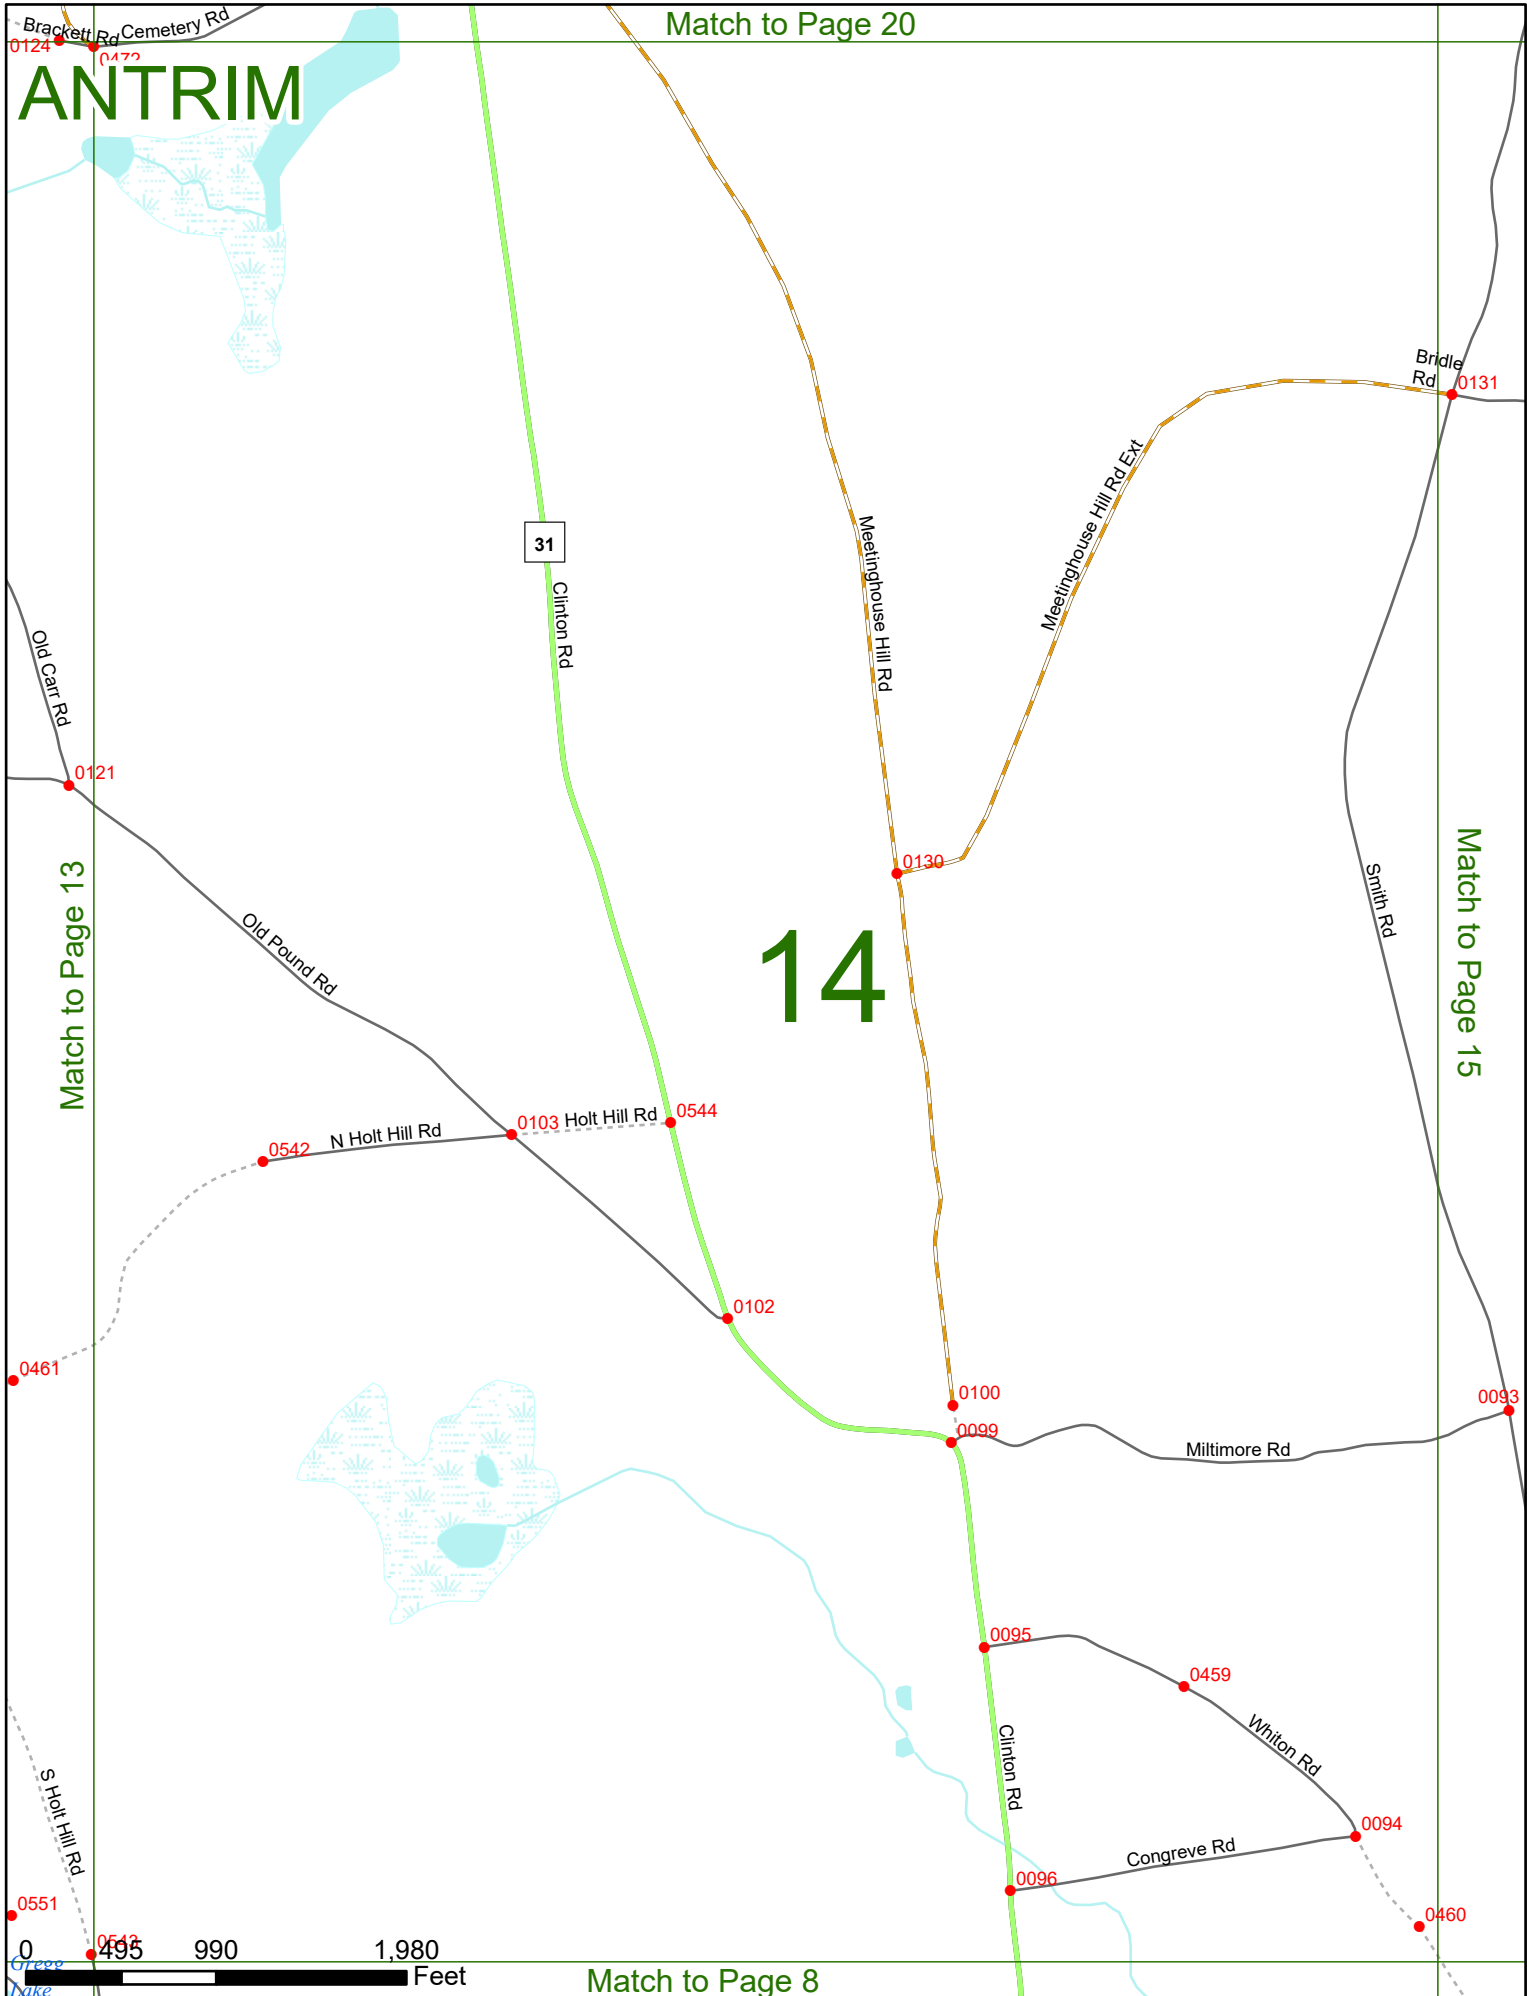 Match to Page 20
Brackett Rd
Cemetery Rd
0124
0472
ANTRIM
Bridle
Rd
0131
Meetinghouse Hill Rd Ext
Meetinghouse Hill Rd
31
Clinton Rd
Old Carr Rd
0121
0130
Match to Page 13
Match to Page 15
Smith Rd
Old Pound Rd
14
0103
Holt Hill Rd
0544
N Holt Hill Rd
0542
0102
0461
0100
0093
0099
Miltimore Rd
0095
0459
Whiton Rd
Clinton Rd
S Holt Hill Rd
0094
Congreve Rd
0096
0551
0460
0543
0 495 990 1,980
Feet
Gregg
Lake
Match to Page 8